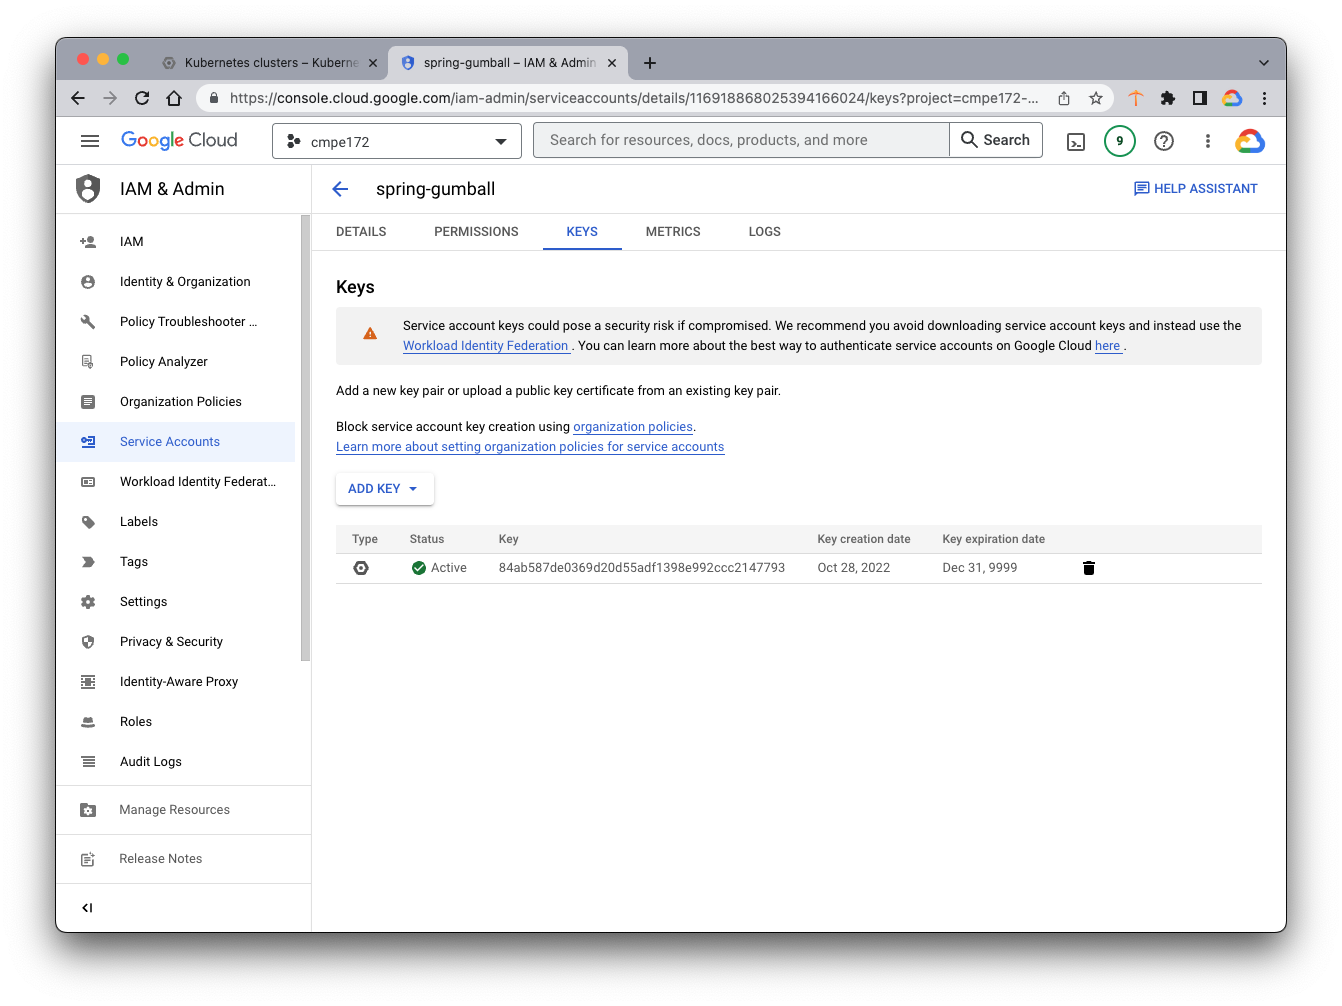 Kubernetes clusters – Kuberne
spring-gumball – IAM & Admin
https://console.cloud.google.com/iam-admin/serviceaccounts/details/116918868025394166024/keys?project=cmpe172-...
Google Cloud
cmpe172
Search for resources, docs, products, and more
Search
9
IAM & Admin
spring-gumball
HELP ASSISTANT
DETAILS
PERMISSIONS
KEYS
METRICS
LOGS
IAM
Identity & Organization
Policy Troubleshooter ...
Policy Analyzer
Organization Policies
Service Accounts
Workload Identity Federat...
Labels
Tags
Settings
Privacy & Security
Identity-Aware Proxy
Roles
Audit Logs
Manage Resources
Release Notes
Keys
Service account keys could pose a security risk if compromised. We recommend you avoid downloading service account keys and instead use the
Workload Identity Federation . You can learn more about the best way to authenticate service accounts on Google Cloud here .
Add a new key pair or upload a public key certificate from an existing key pair.
Block service account key creation using organization policies.
Learn more about setting organization policies for service accounts
ADD KEY
Type Status Key Key creation date Key expiration date
Active 84ab587de0369d20d55adf1398e992ccc2147793 Oct 28, 2022 Dec 31, 9999